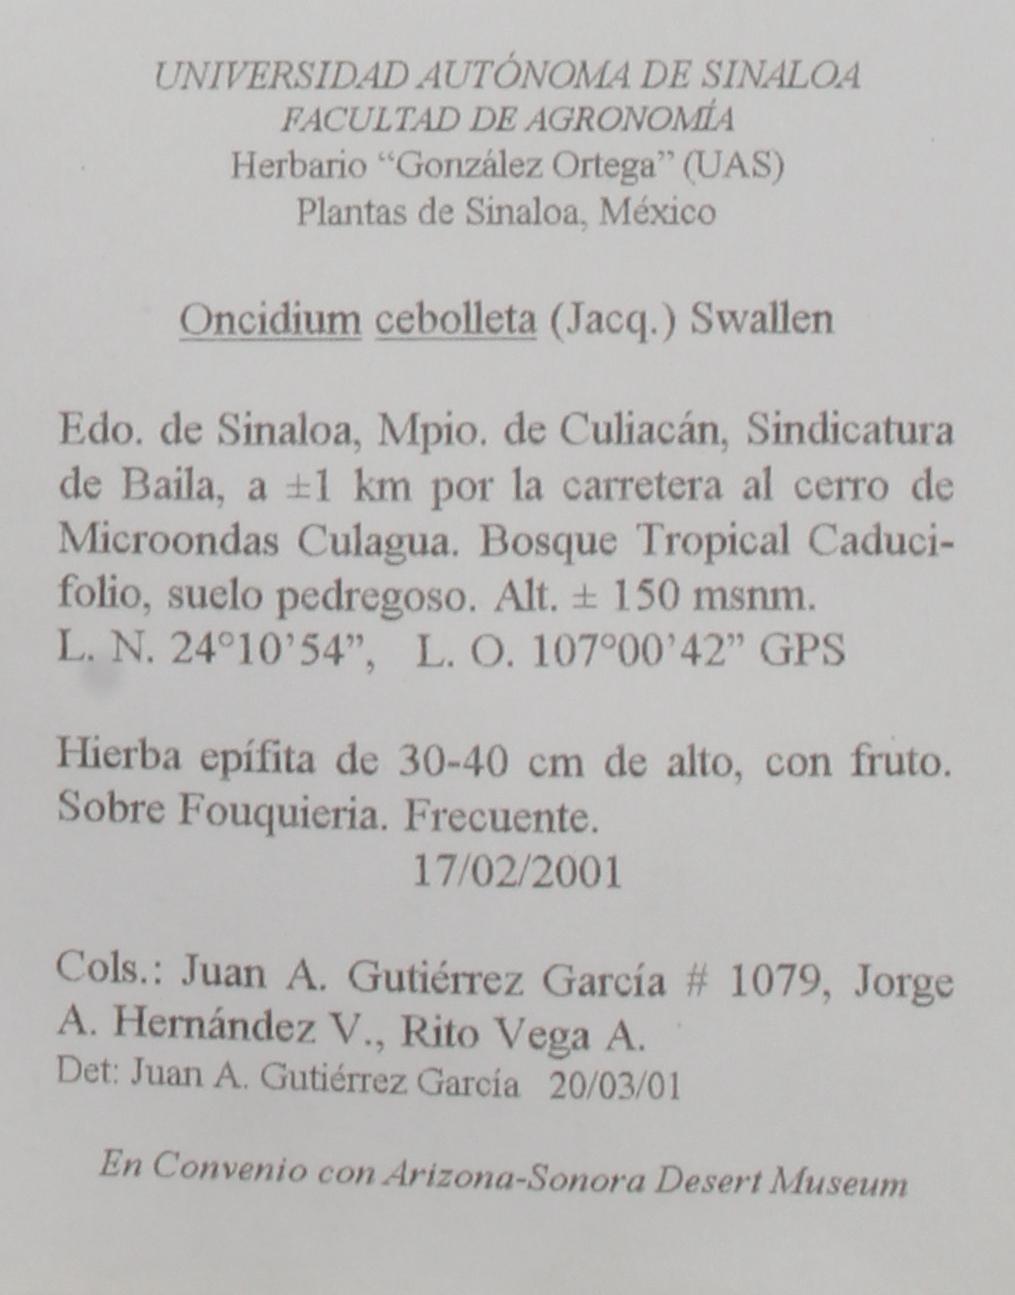 UNIVERSIDAD AUTÓNOMA DE SINALOA
FACULTAD DE AGRONOMÍA
Herbario “González Ortega” (UAS)
Plantas de Sinaloa, México
Oncidium cebolleta (Jacq.) Swallen
Edo. de Sinaloa, Mpio. de Culiacán, Sindicatura
de Baila, a ±1 km por la carretera al cerro de
Microondas Culagua. Bosque Tropical Caduci-
folio, suelo pedregoso. Alt. ± 150 msnm.
L. N. 24°10’54”, L. O. 107°00’42” GPS
Hierba epífita de 30-40 cm de alto, con fruto.
Sobre Fouquieria. Frecuente.
17/02/2001
Cols.: Juan A. Gutiérrez García # 1079, Jorge
A. Hernández V., Rito Vega A.
Det: Juan A. Gutiérrez García 20/03/01
En Convenio con Arizona-Sonora Desert Museum